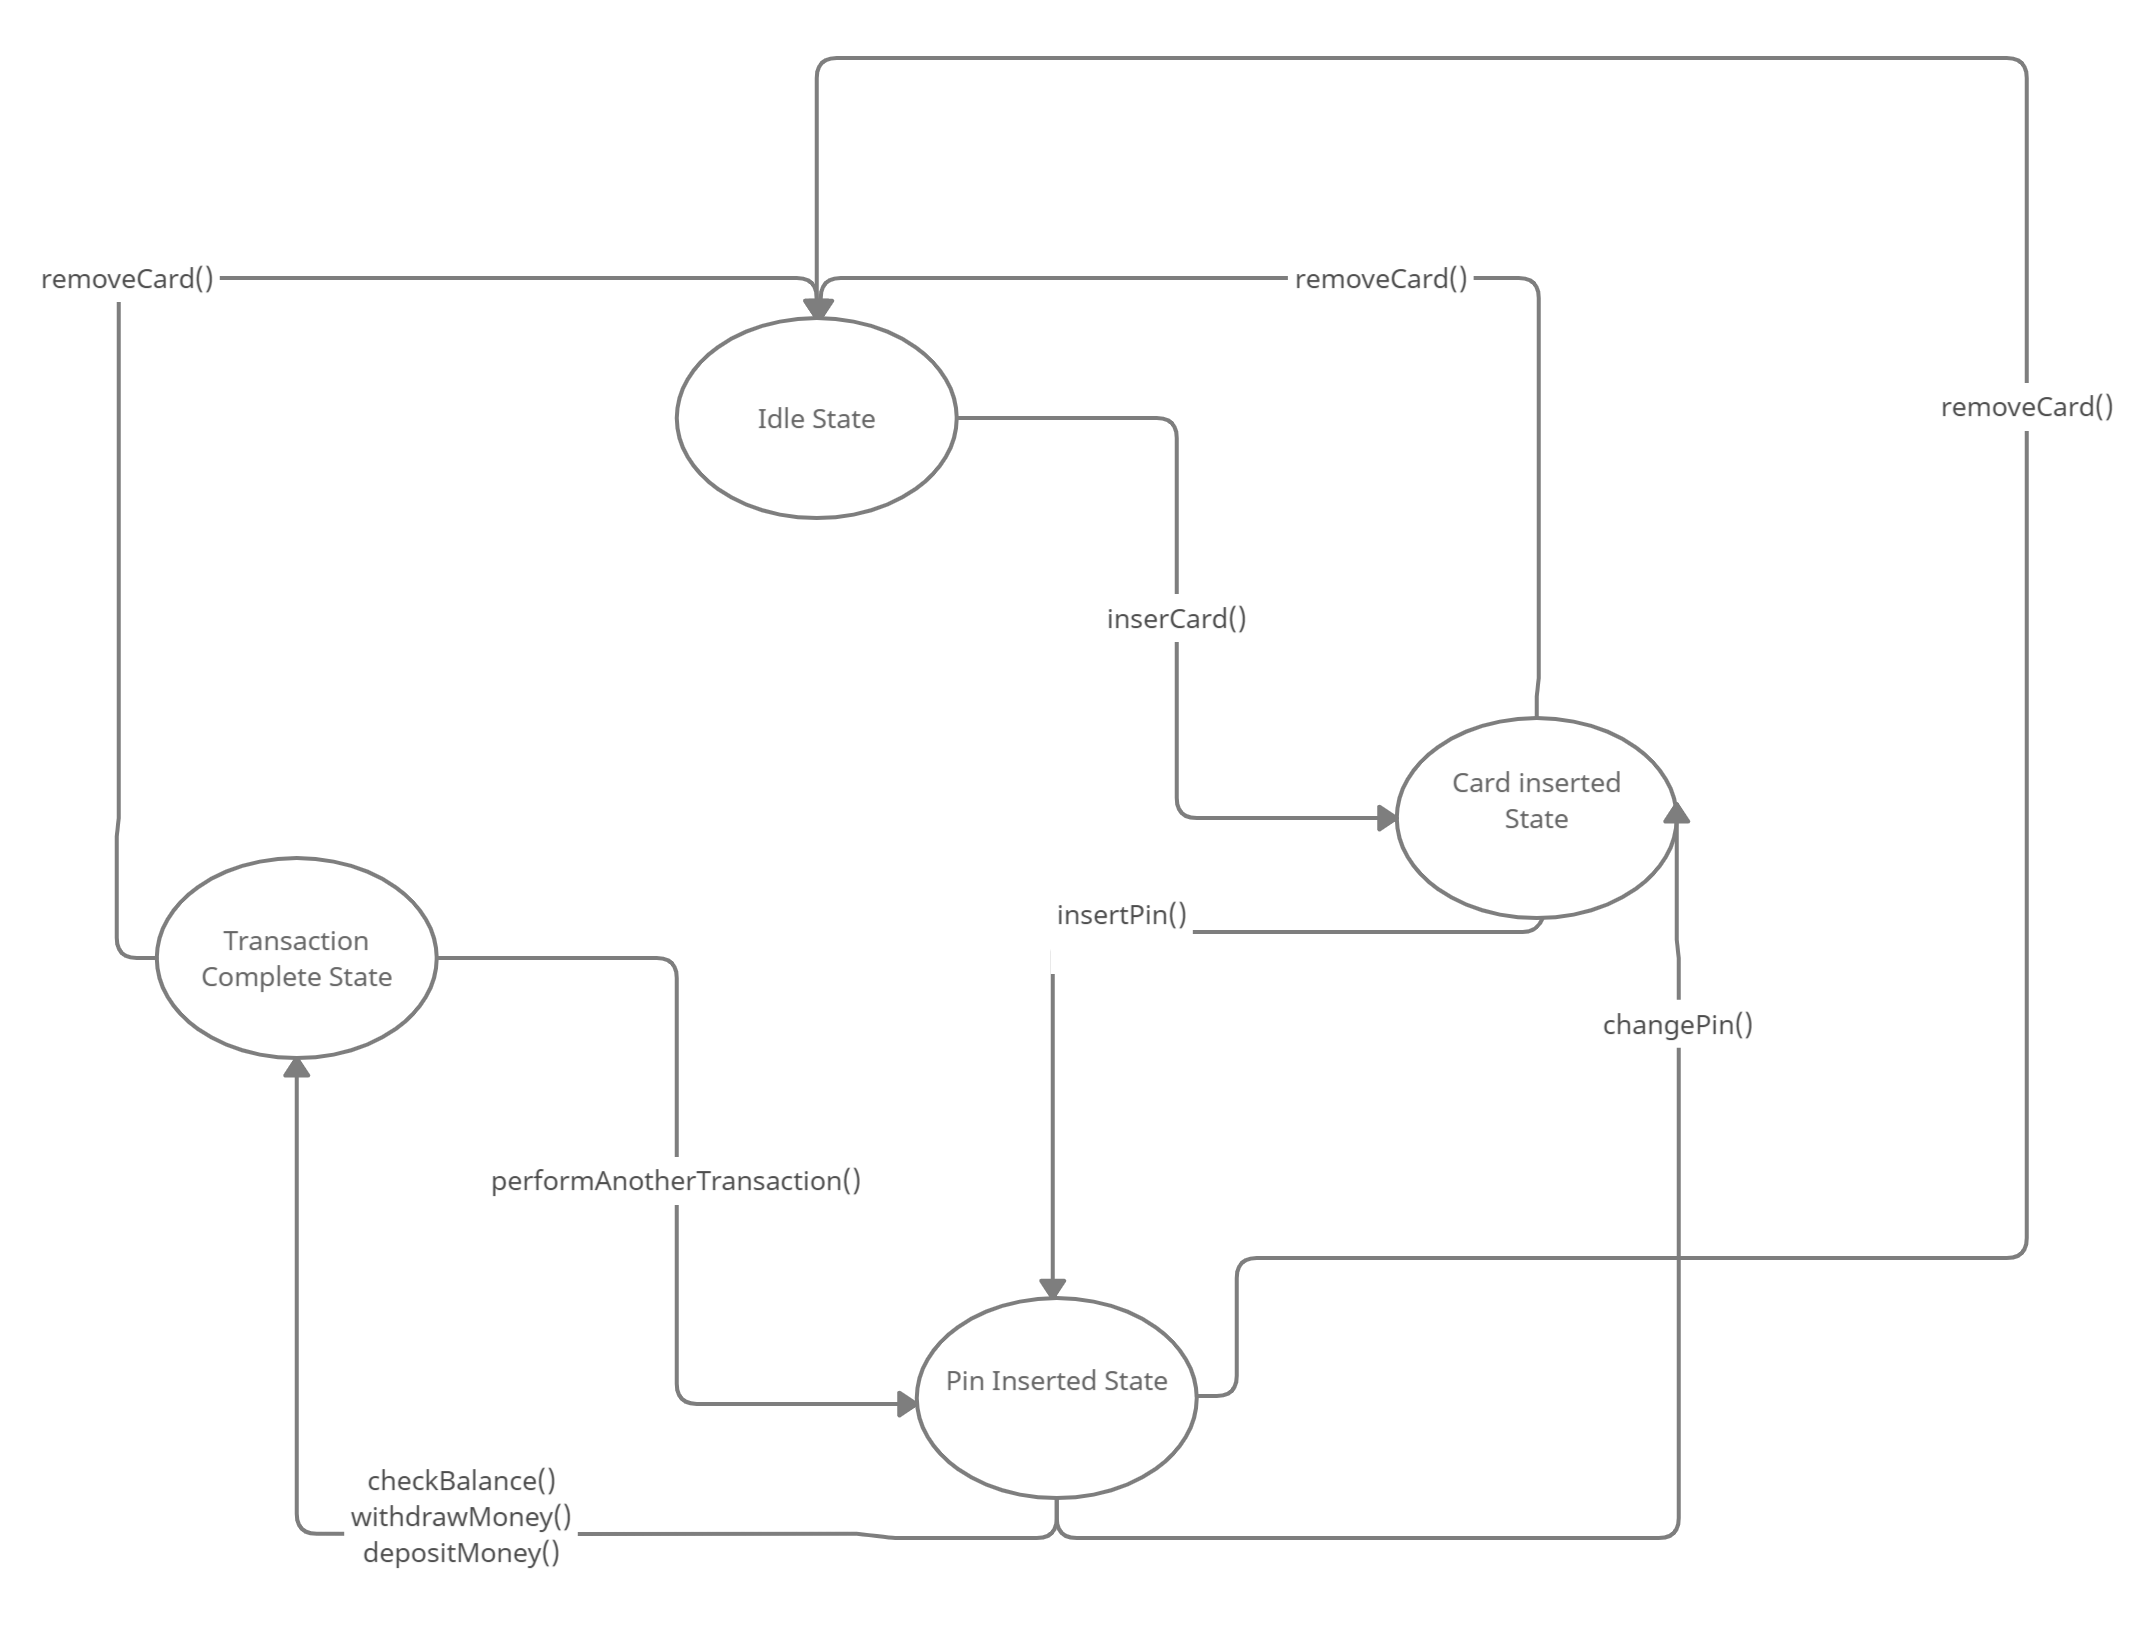 removeCard()
removeCard()
removeCard()
Idle State
inserCard()
Card inserted
State
insertPin()
Transaction
Complete State
changePin()
performAnotherTransaction()
Pin Inserted State
checkBalance()
withdrawMoney()
depositMoney()